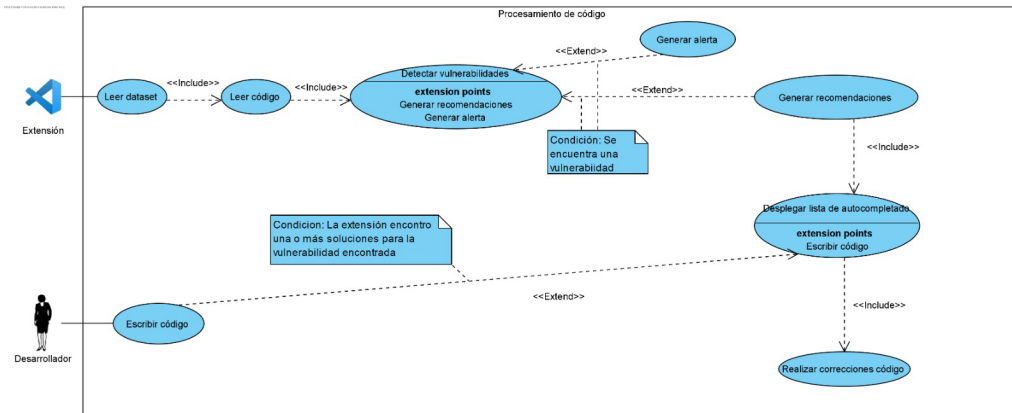 Procesamiento de código
Generar alerta
<<Extend>>
Detectar vulnerabilidades
extension points
Generar recomendaciones
Generar alerta
<<Include>>
Leer dataset
Leer código
<<Include>>
<<Extend>>
Generar recomendaciones
Extensión
Condición: Se
encuentra una
vulnerabiidad
<<Include>>
Desplegar lista de autocompletado
extension points
Escribir código
Condicion: La extensión encontro
una o más soluciones para la
vulnerabilidad encontrada
<<Extend>>
<<Include>>
Escribir código
Desarrollador
Realizar correcciones código